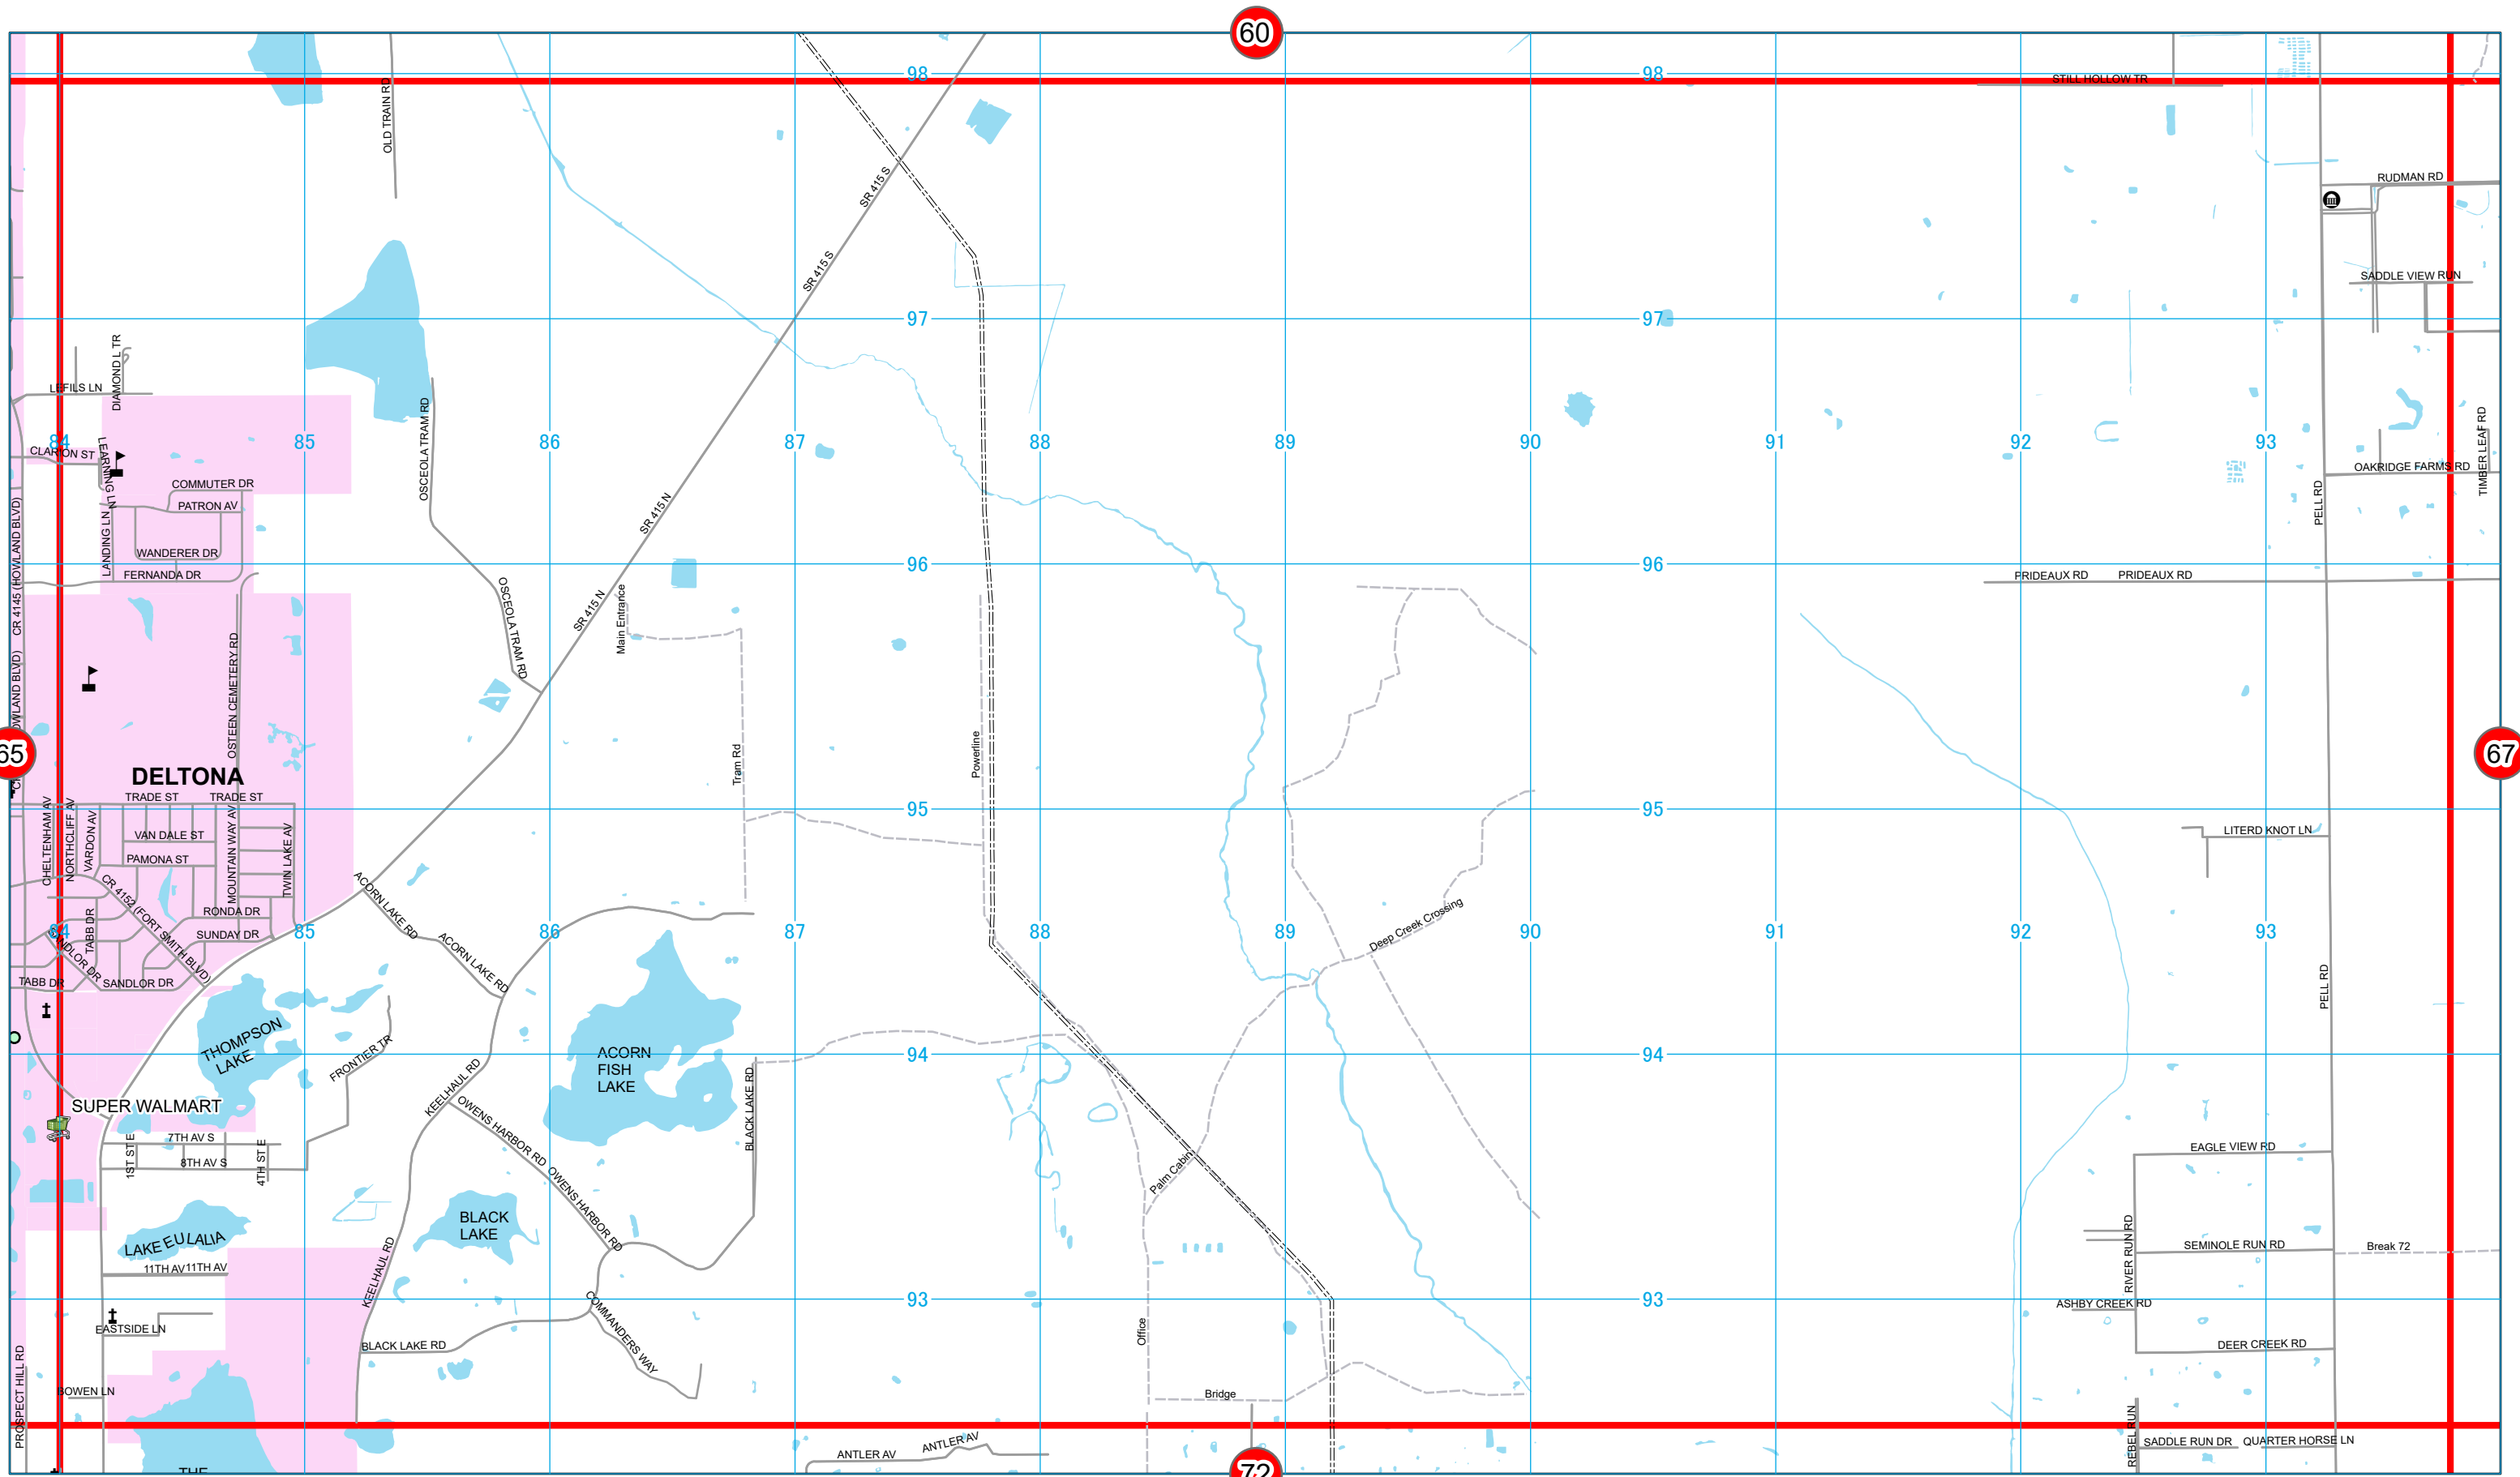 60
98
98
STILL HOLLOW TR
OLD TRAIN RD
SR 415 S
RUDMAN RD
SR 415 S
SADDLE VIEW RUN
97
97
DIAMOND L TR
LEFILS LN
OSCEOLA TRAM RD
TIMBER LEAF RD
84
85
86
87
88
89
90
91
92
93
CLARION ST
LEARNING LN
OAKRIDGE FARMS RD
COMMUTER DR
PATRON AV
PELL RD
SR 415 N
LANDING LN
WANDERER DR
FERNANDA DR
CR 4145 (HOWLAND BLVD)
96
96
PRIDEAUX RD
PRIDEAUX RD
OSCEOLA TRAM RD
SR 415 N
Main Entrance
OSTEEN CEMETERY RD
65
67
Tram Rd
Powerline
DELTONA
TRADE ST
TRADE ST
95
95
CHELTENHAM AV
NORTHCLIFF AV
VARDON AV
VAN DALE ST
MOUNTAIN WAY AV
TWIN LAKE AV
LITERD KNOT LN
PAMONA ST
CR 4152 (FORT SMITH BLVD)
ACORN LAKE RD
RONDA DR
TABB DR
Deep Creek Crossing
84
85
86
87
88
89
90
91
92
93
SUNDAY DR
SANDLOR DR
ACORN LAKE RD
PELL RD
TABB DR
SANDLOR DR
THOMPSON
LAKE
FRONTIER TR
ACORN
FISH
LAKE
94
94
KEELHAUL RD
BLACK LAKE RD
SUPER WALMART
OWENS HARBOR RD
7TH AV S
1ST ST E
8TH AV S
4TH ST E
EAGLE VIEW RD
Palm Cabin
OWENS HARBOR RD
BLACK
LAKE
LAKE EULALIA
RIVER RUN RD
SEMINOLE RUN RD
Break 72
11TH AV
11TH AV
KEELHAUL RD
93
93
ASHBY CREEK RD
COMMANDERS WAY
EASTSIDE LN
Office
BLACK LAKE RD
DEER CREEK RD
PROSPECT HILL RD
BOWEN LN
Bridge
REBEL RUN
ANTLER AV
ANTLER AV
SADDLE RUN DR
QUARTER HORSE LN
THE
72